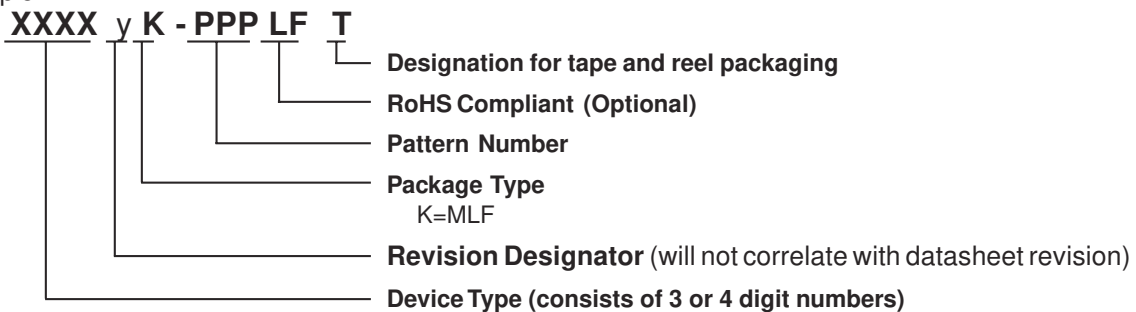 XXXX y K - PPP LF T
Designation for tape and reel packaging
RoHS Compliant (Optional)
Pattern Number
Package Type
K=MLF
Revision Designator (will not correlate with datasheet revision)
Device Type (consists of 3 or 4 digit numbers)